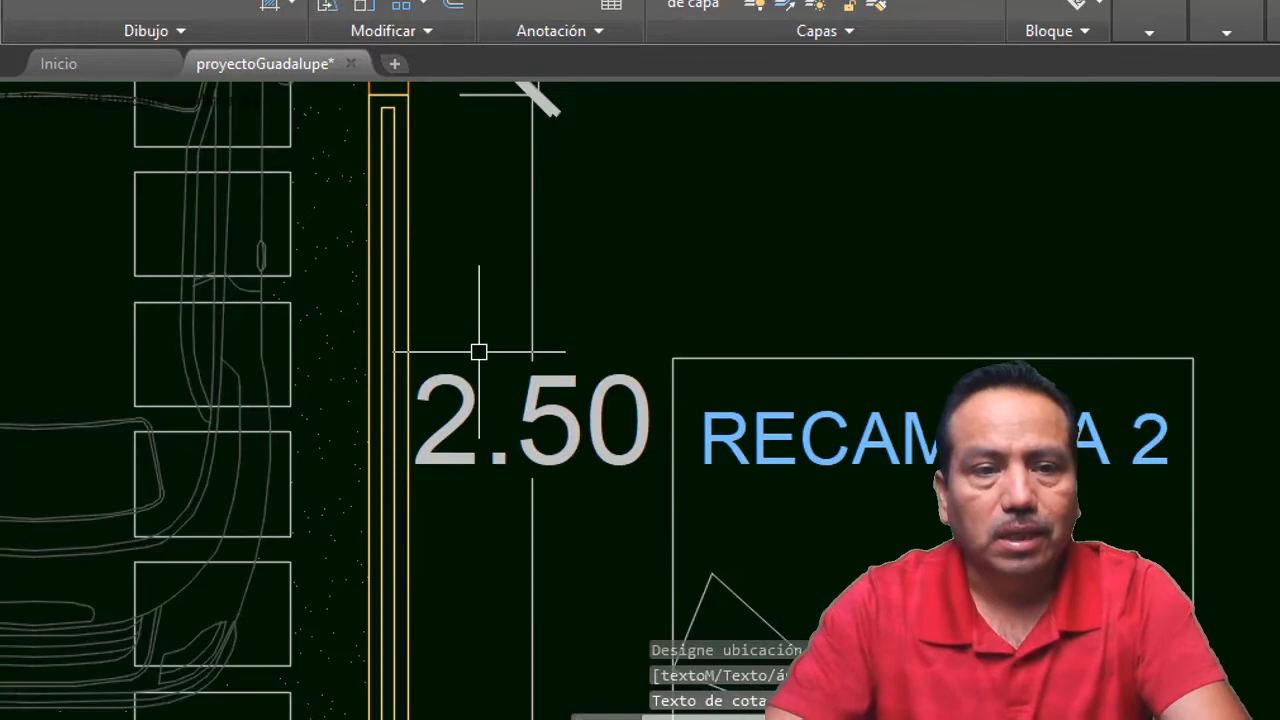 de capa
Dibujo Modificar Anotación Capas Bloque
Inicio proyectoGuadalupe*
2.50
RECAMARA 2
Designe ubicación
[textoM/Texto/
Texto de cota